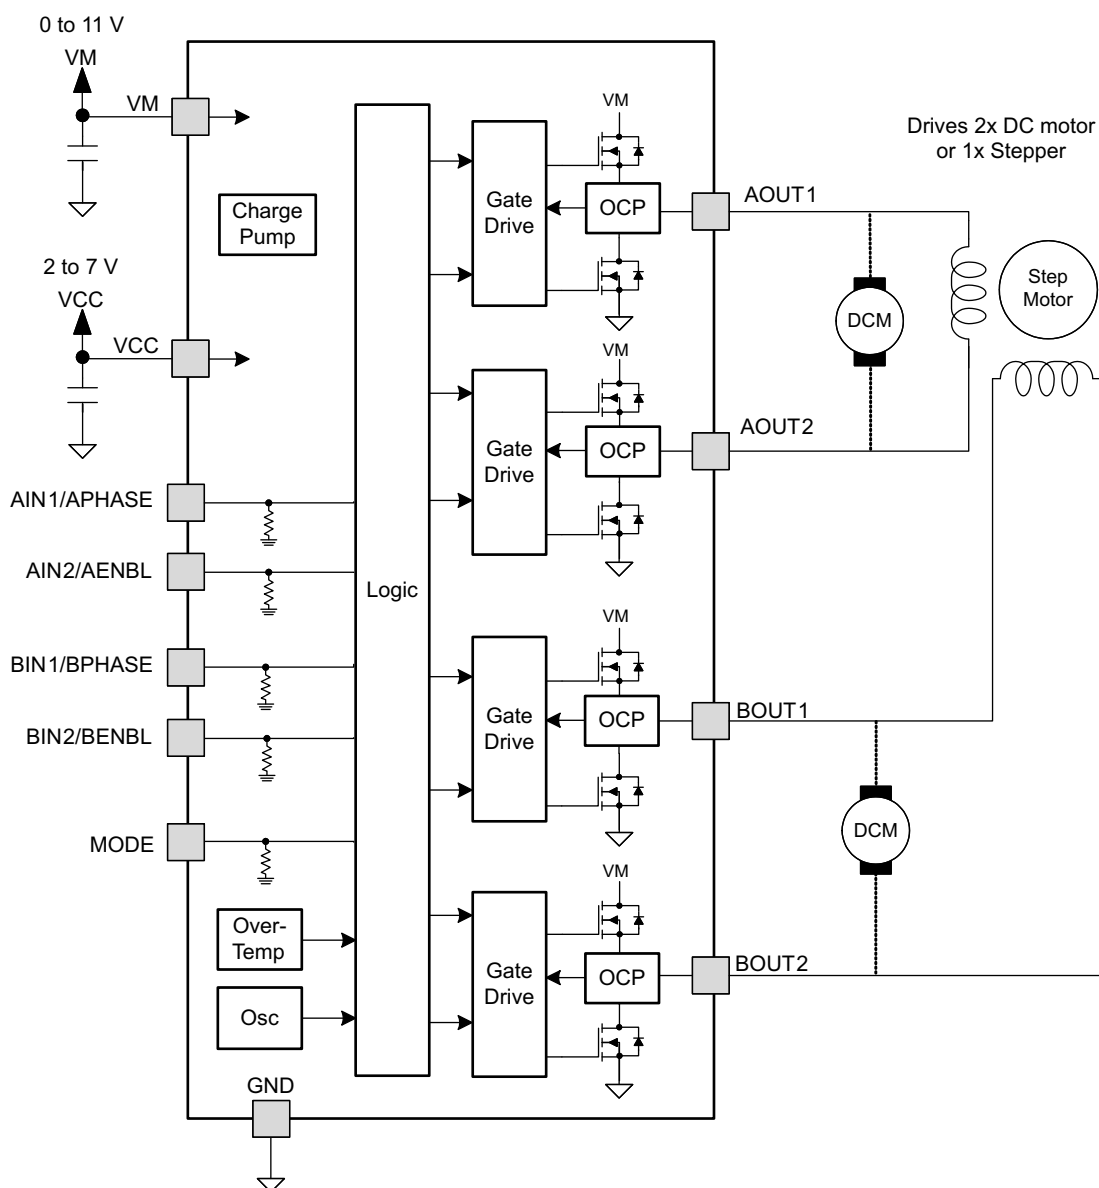 0 to 11 V
VM
VM
Charge
Pump
2 to 7 V
VCC
VCC
AIN1/APHASE
AIN2/AENBL
BIN1/BPHASE
BIN2/BENBL
MODE
Over-
Temp
Osc
GND
Logic
Gate
Drive
VM
OCP
AOUT1
Gate
Drive
VM
OCP
AOUT2
Gate
Drive
VM
OCP
BOUT1
Gate
Drive
VM
OCP
BOUT2
Drives 2x DC motor
or 1x Stepper
DCM
Step
Motor
DCM